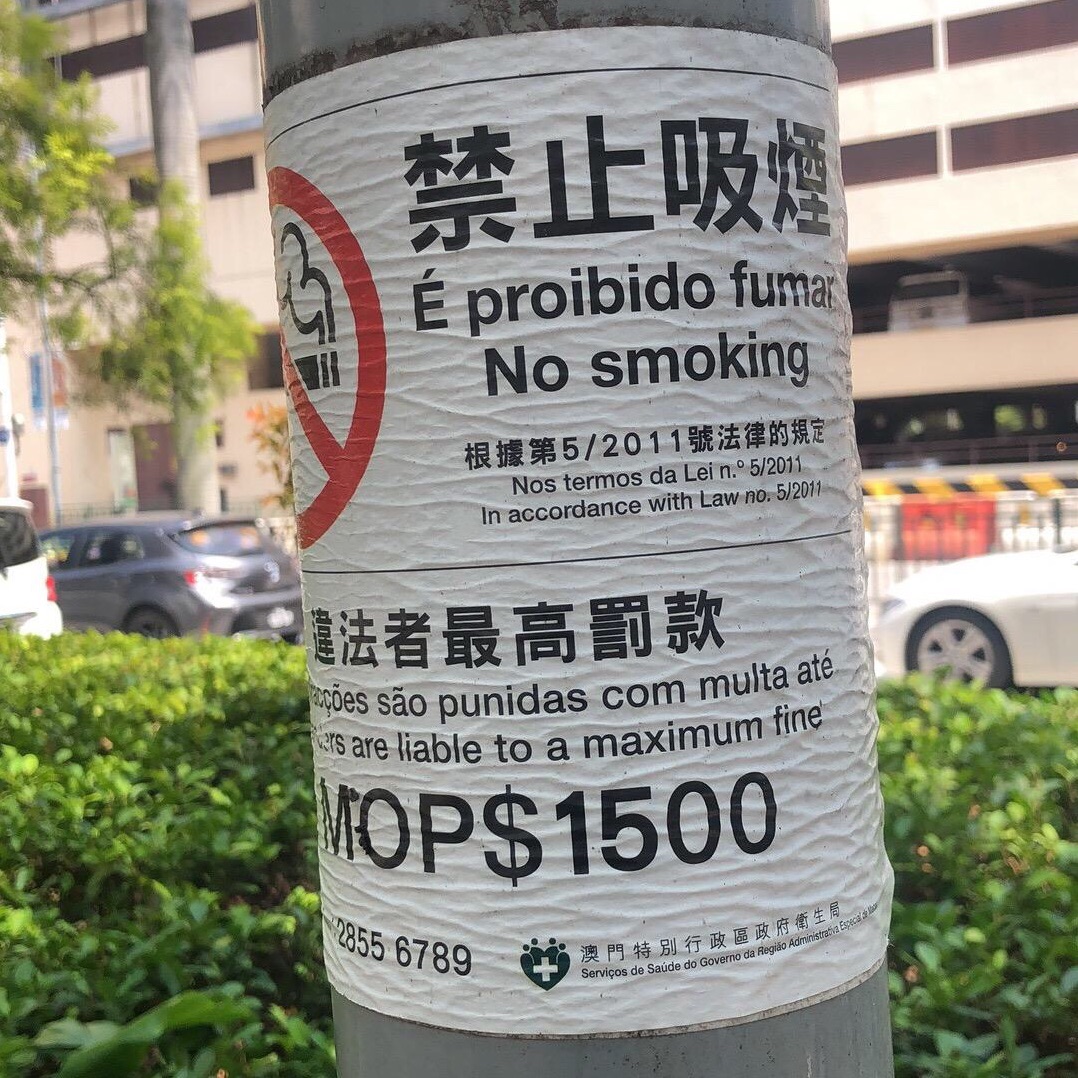 禁止吸煙
É proibido fumar
No smoking
根據第5/2011號法律的規定
Nos termos da Lei n.º 5/2011
In accordance with Law no. 5/2011
違法者最高罰款
são punidas com multa até
are liable to a maximum fine
MOP$1500
2855 6789
澳門特別行政區政府衛生局
Serviços de Saúde do Governo da Região Administrativa Especial de